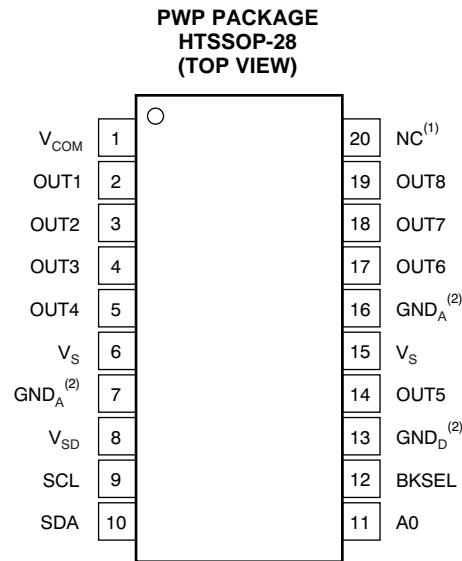 PWP PACKAGE
HTSSOP-28
(TOP VIEW)
V_COM 1 20 NC(1)
OUT1 2 19 OUT8
OUT2 3 18 OUT7
OUT3 4 17 OUT6
OUT4 5 16 GND_A(2)
V_S 6 15 V_S
GND_A(2) 7 14 OUT5
V_SD 8 13 GND_D(2)
SCL 9 12 BKSEL
SDA 10 11 A0